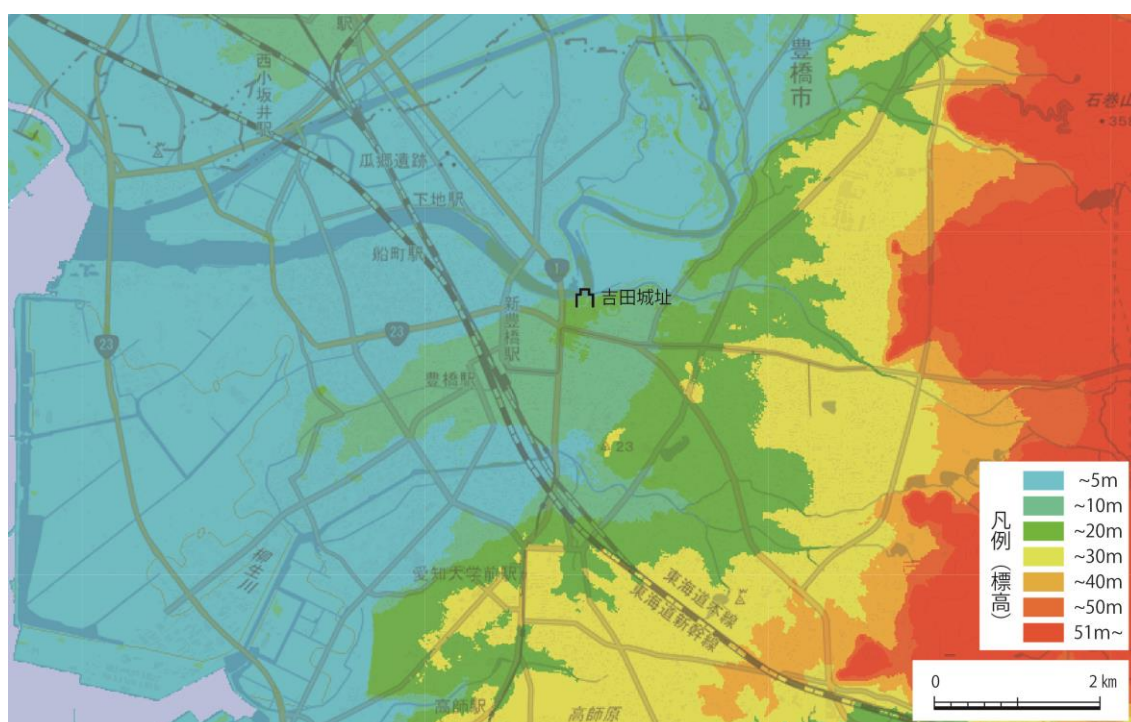 駅
西小坂井駅
豊橋市
石巻山
・355
瓜郷遺跡
下地駅
船町駅
1
吉田城址
新豊橋駅
23
23
豊橋駅
23
柳生川
愛知大学前駅
東海道本線
東海道新幹線
高師駅
高師原
凡例（標高）
~5m
~10m
~20m
~30m
~40m
~50m
51m~
0
2 km